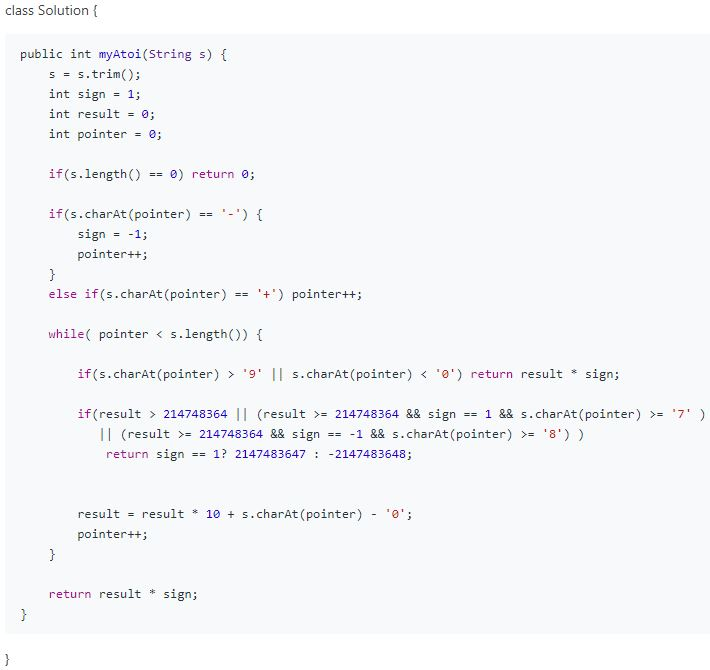 class Solution {
public int myAtoi(String s) {
s = s.trim();
int sign = 1;
int result = 0;
int pointer = 0;
if(s.length() == 0) return 0;
if(s.charAt(pointer) == '-') {
sign = -1;
pointer++;
}
else if(s.charAt(pointer) == '+') pointer++;
while( pointer < s.length()) {
if(s.charAt(pointer) > '9' || s.charAt(pointer) < '0') return result * sign;
if(result > 214748364 || (result >= 214748364 && sign == 1 && s.charAt(pointer) >= '7' )
|| (result >= 214748364 && sign == -1 && s.charAt(pointer) >= '8') )
return sign == 1? 2147483647 : -2147483648;
result = result * 10 + s.charAt(pointer) - '0';
pointer++;
}
return result * sign;
}
}